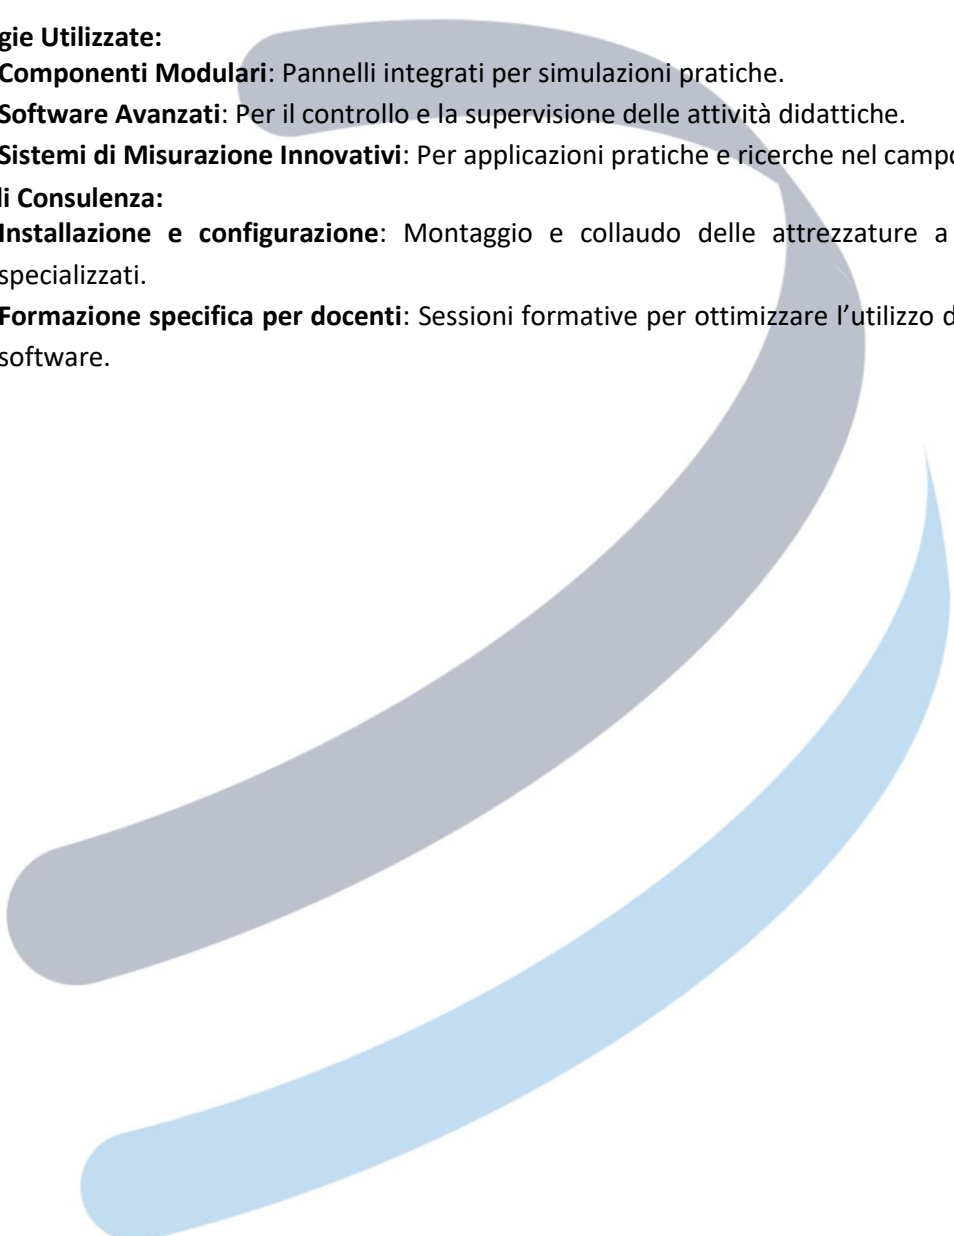 gie Utilizzate:
Componenti Modulari: Pannelli integrati per simulazioni pratiche.
Software Avanzati: Per il controllo e la supervisione delle attività didattiche.
Sistemi di Misurazione Innovativi: Per applicazioni pratiche e ricerche nel campo
li Consulenza:
Installazione e configurazione: Montaggio e collaudo delle attrezzature a
specializzati.
Formazione specifica per docenti: Sessioni formative per ottimizzare l’utilizzo d
software.